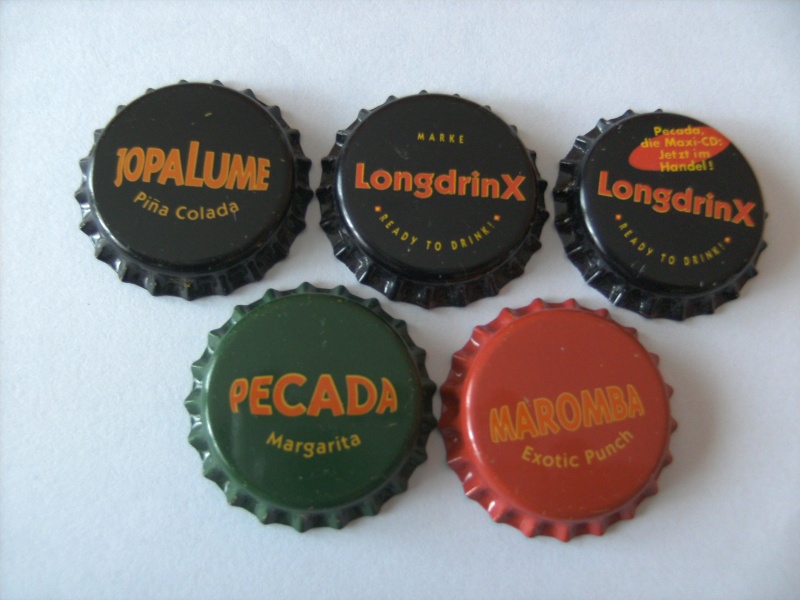 JOPALUME
Piña Colada
MARKE
LongdrinX
READY TO DRINK!
Pecada,
die Maxi-CD:
Jetzt im
Handel!
LongdrinX
READY TO DRINK!
PECADA
Margarita
MAROMBA
Exotic Punch